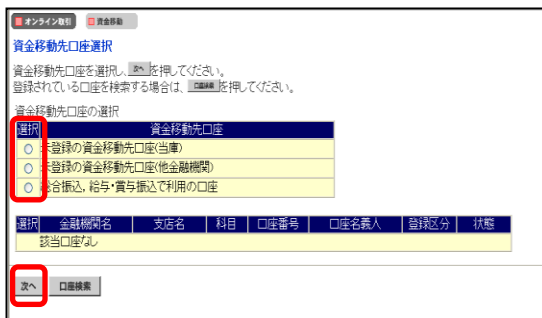 オンライン取引 資金移動
資金移動先口座選択
資金移動先口座を選択し、次へを押してください。
登録されている口座を検索する場合は、口座検索を押してください。
資金移動先口座の選択
選択 資金移動先口座
未登録の資金移動先口座(当庫)
未登録の資金移動先口座(他金融機関)
総合振込，給与・賞与振込で利用の口座
選択 金融機関名 支店名 科目 口座番号 口座名義人 登録区分 状態
該当口座なし
次へ 口座検索